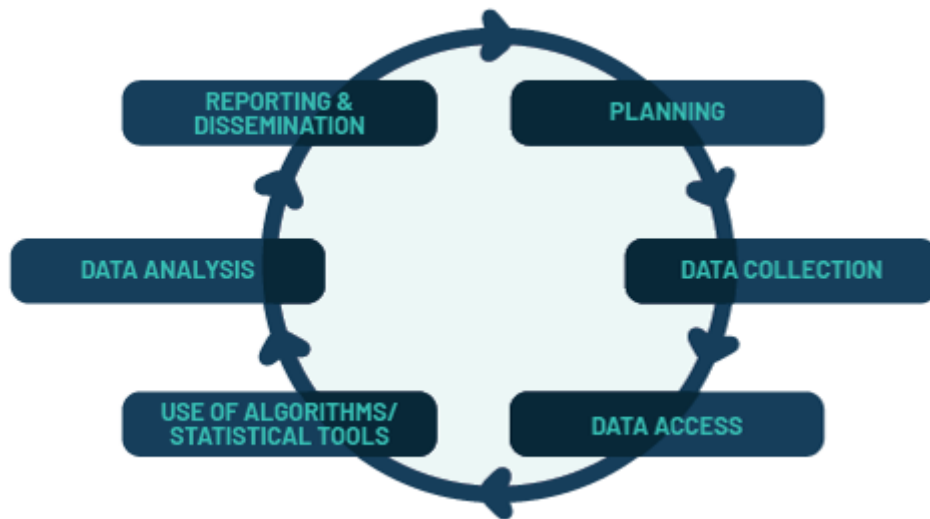 REPORTING &
DISSEMINATION
PLANNING
DATA ANALYSIS
DATA COLLECTION
USE OF ALGORITHMS/
STATISTICAL TOOLS
DATA ACCESS